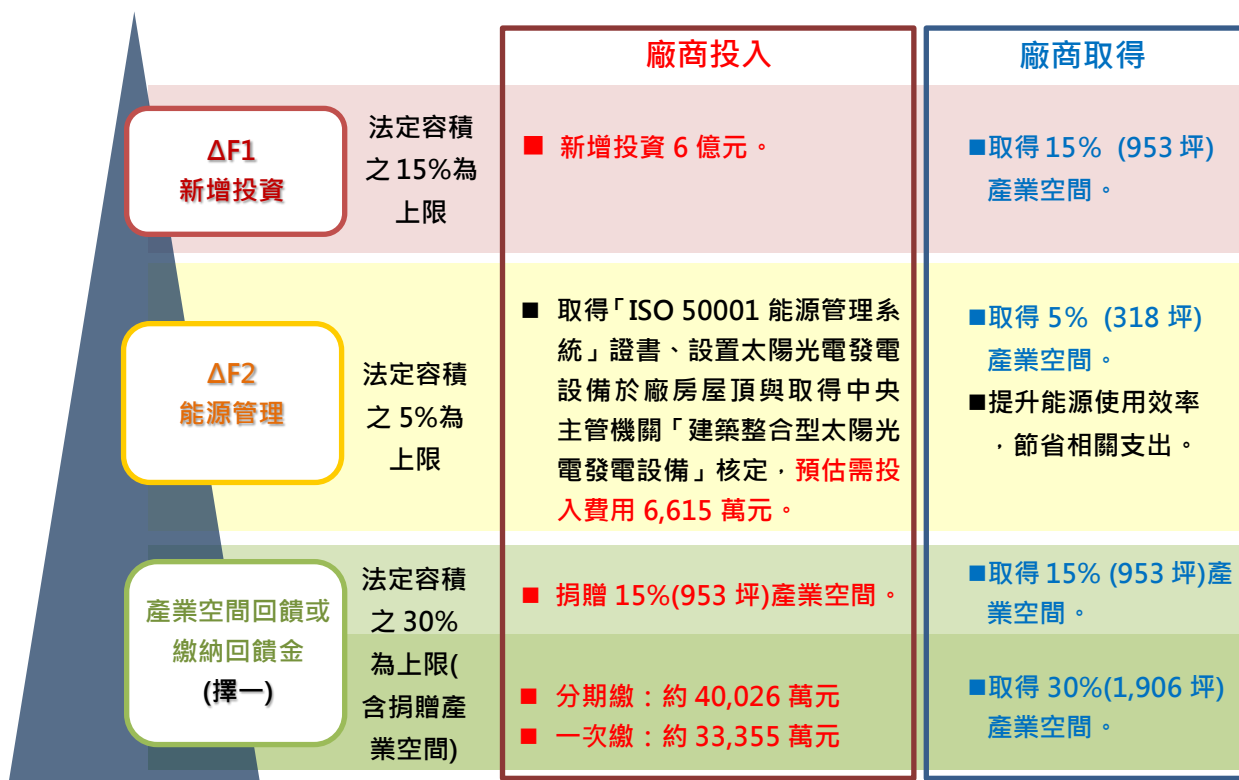 廠商投入
廠商取得
ΔF1
新增投資
法定容積
之 15%為
上限
■ 新增投資 6 億元。
■取得 15% (953 坪)
產業空間。
ΔF2
能源管理
法定容積
之 5%為
上限
■ 取得「ISO 50001 能源管理系
統」證書、設置太陽光電發電
設備於廠房屋頂與取得中央
主管機關「建築整合型太陽光
電發電設備」核定，預估需投
入費用 6,615 萬元。
■取得 5% (318 坪)
產業空間。
■提升能源使用效率
，節省相關支出。
產業空間回饋或
繳納回饋金
(擇一)
法定容積
之 30%
為上限(
含捐贈產
業空間)
■ 捐贈 15%(953 坪)產業空間。
■取得 15% (953 坪)產
業空間。
■ 分期繳：約 40,026 萬元
■ 一次繳：約 33,355 萬元
■取得 30%(1,906 坪)
產業空間。